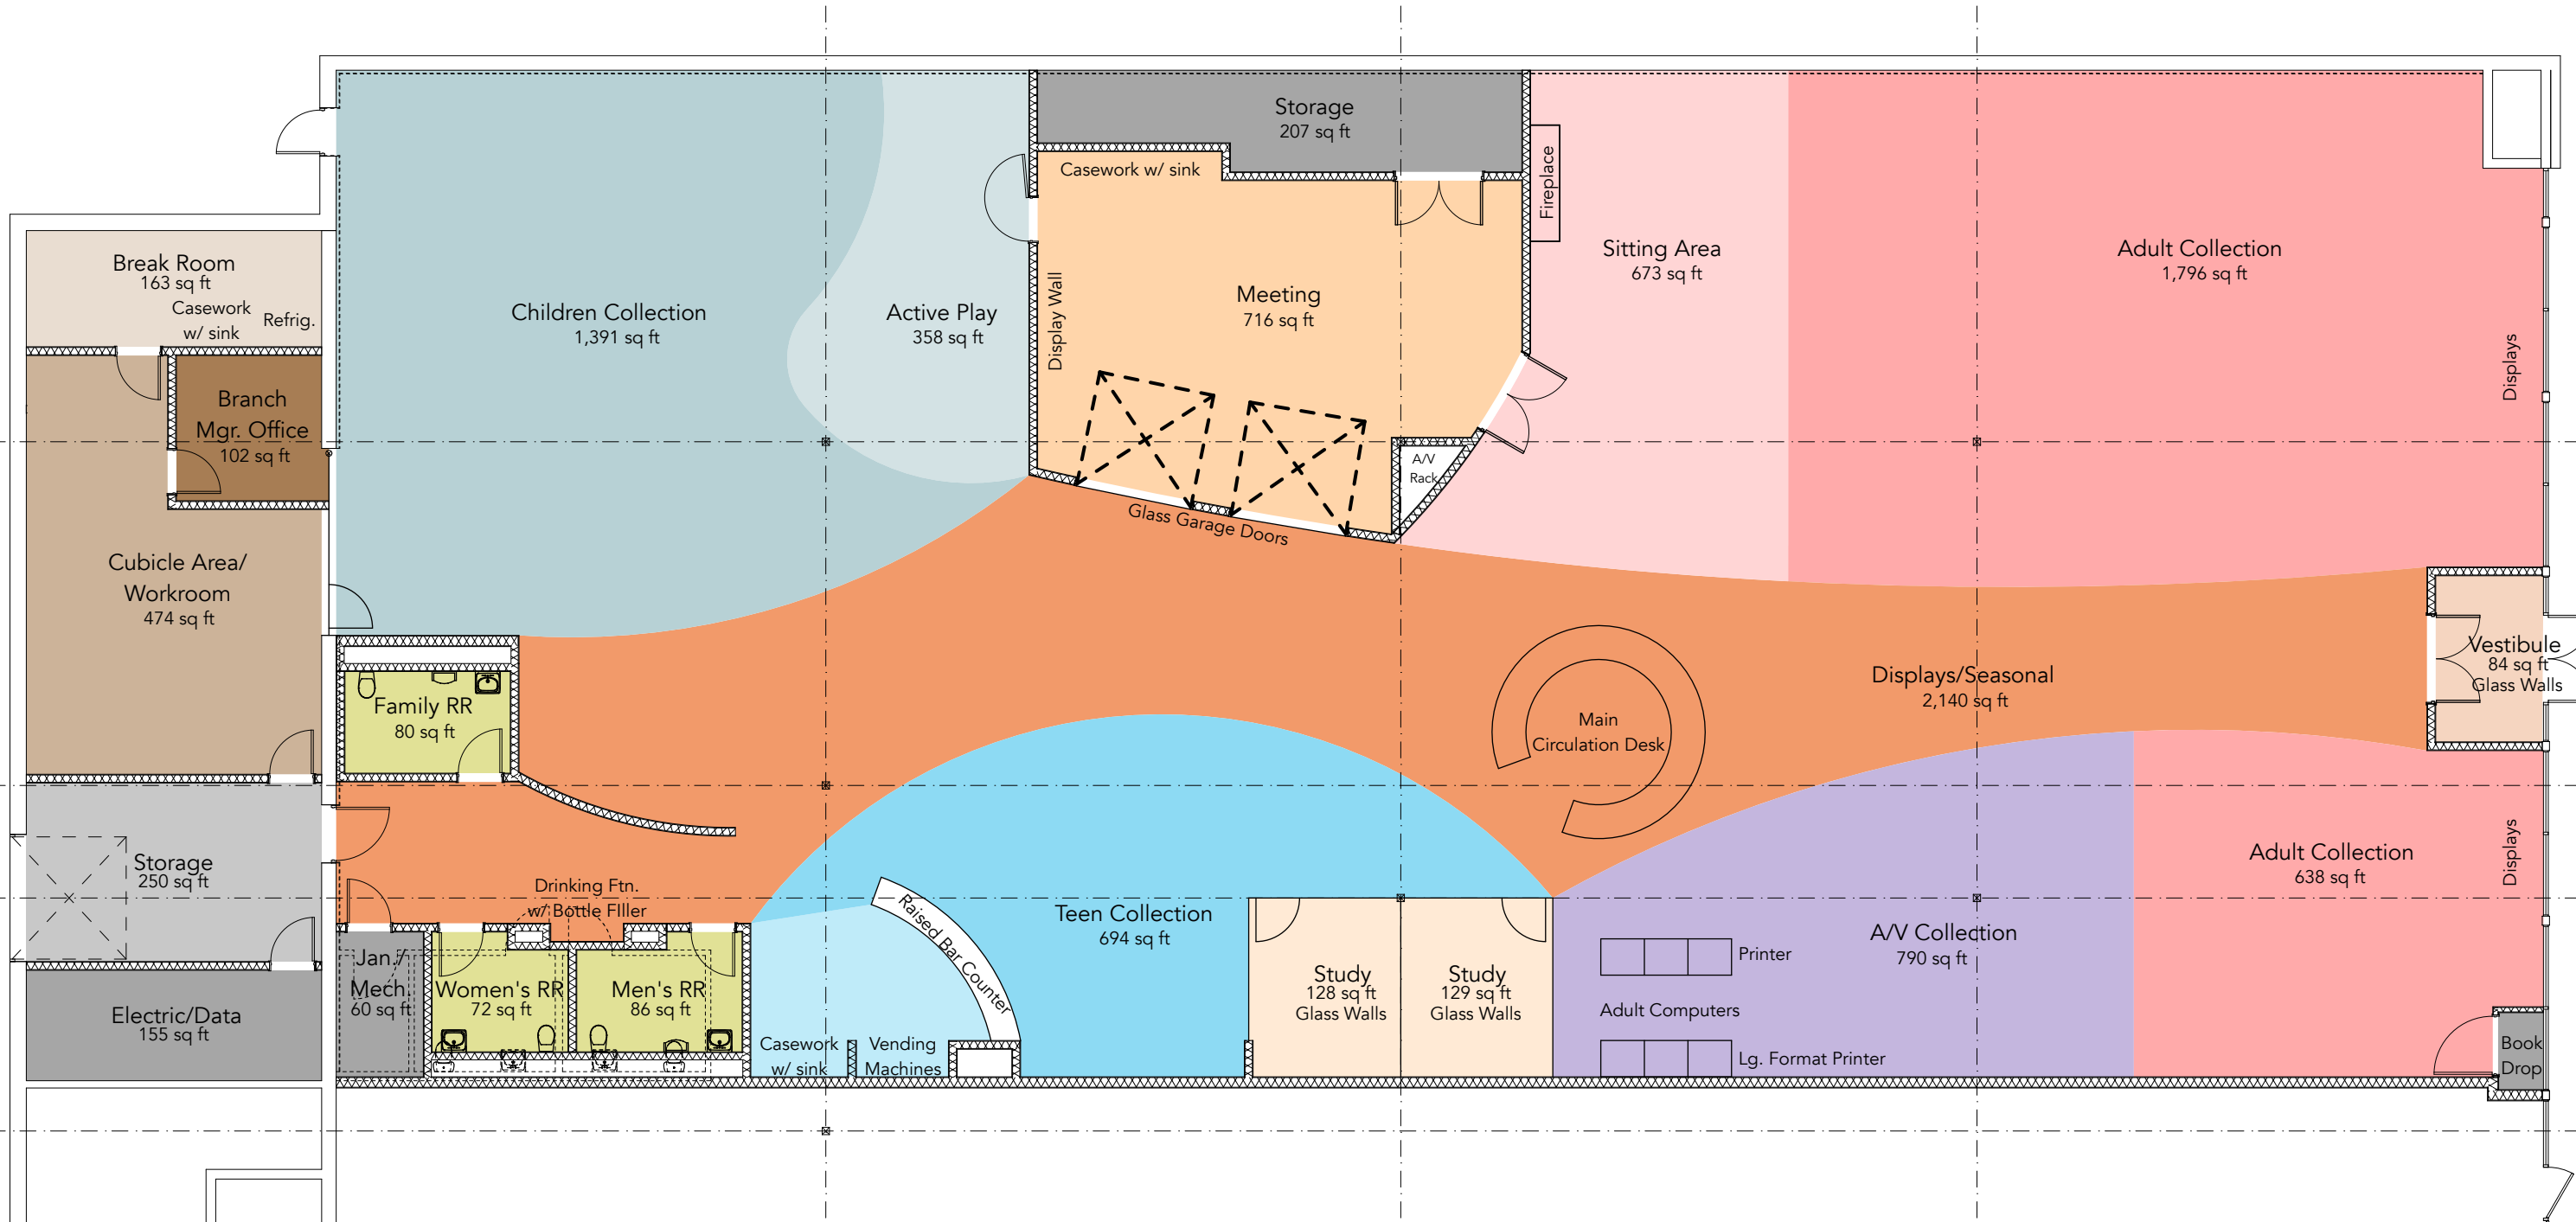 Storage
207 sq ft
Casework w/ sink
Fireplace
Sitting Area
673 sq ft
Adult Collection
1,796 sq ft
Break Room
163 sq ft
Casework
w/ sink
Refrig.
Children Collection
1,391 sq ft
Active Play
358 sq ft
Display Wall
Meeting
716 sq ft
Displays
Branch
Mgr. Office
102 sq ft
A/V
Rack
Glass Garage Doors
Cubicle Area/
Workroom
474 sq ft
Family RR
80 sq ft
Main
Circulation Desk
Displays/Seasonal
2,140 sq ft
Vestibule
84 sq ft
Glass Walls
Storage
250 sq ft
Drinking Ftn.
w/ Bottle FIller
Raised Bar Counter
Teen Collection
694 sq ft
A/V Collection
790 sq ft
Adult Collection
638 sq ft
Displays
Jan./
Mech.
60 sq ft
Women's RR
72 sq ft
Men's RR
86 sq ft
Study
128 sq ft
Glass Walls
Study
129 sq ft
Glass Walls
Printer
Adult Computers
Lg. Format Printer
Electric/Data
155 sq ft
Casework
w/ sink
Vending
Machines
Book
Drop